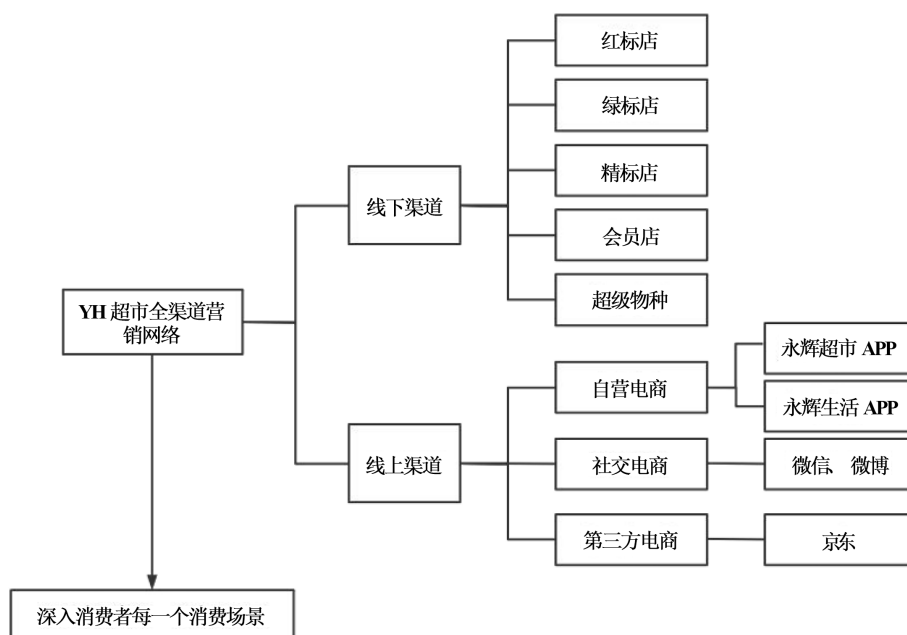 红标店
绿标店
精标店
线下渠道
会员店
超级物种
YH 超市全渠道营
销网络
永辉超市 APP
自营电商
永辉生活 APP
线上渠道
社交电商
微信、微博
第三方电商
京东
深入消费者每一个消费场景